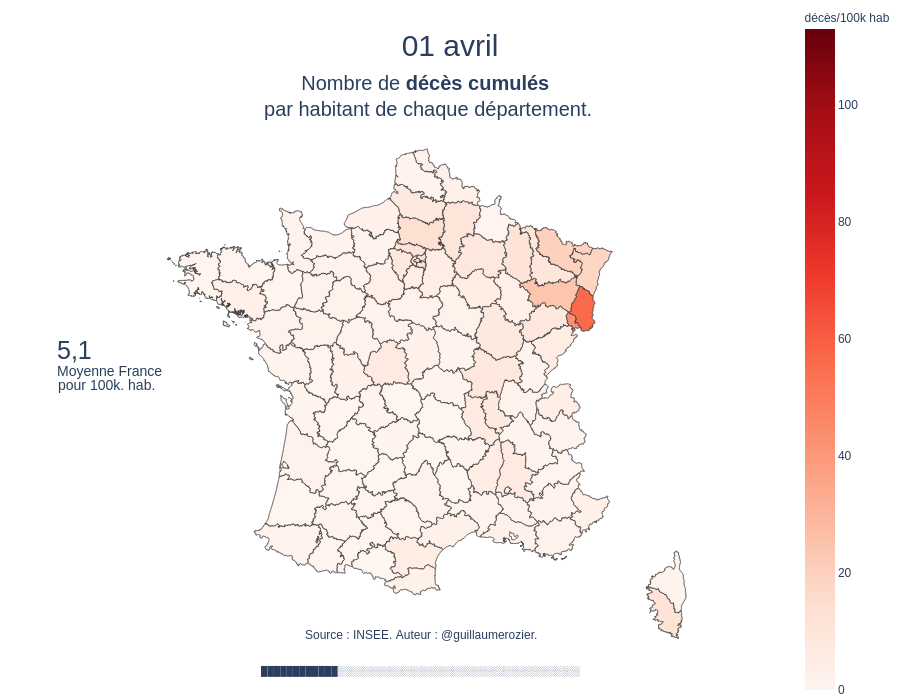 décès/100k hab
01 avril
Nombre de décès cumulés
par habitant de chaque département.
100
80
60
40
20
0
5,1
Moyenne France
pour 100k. hab.
Source : INSEE. Auteur : @guillaumerozier.